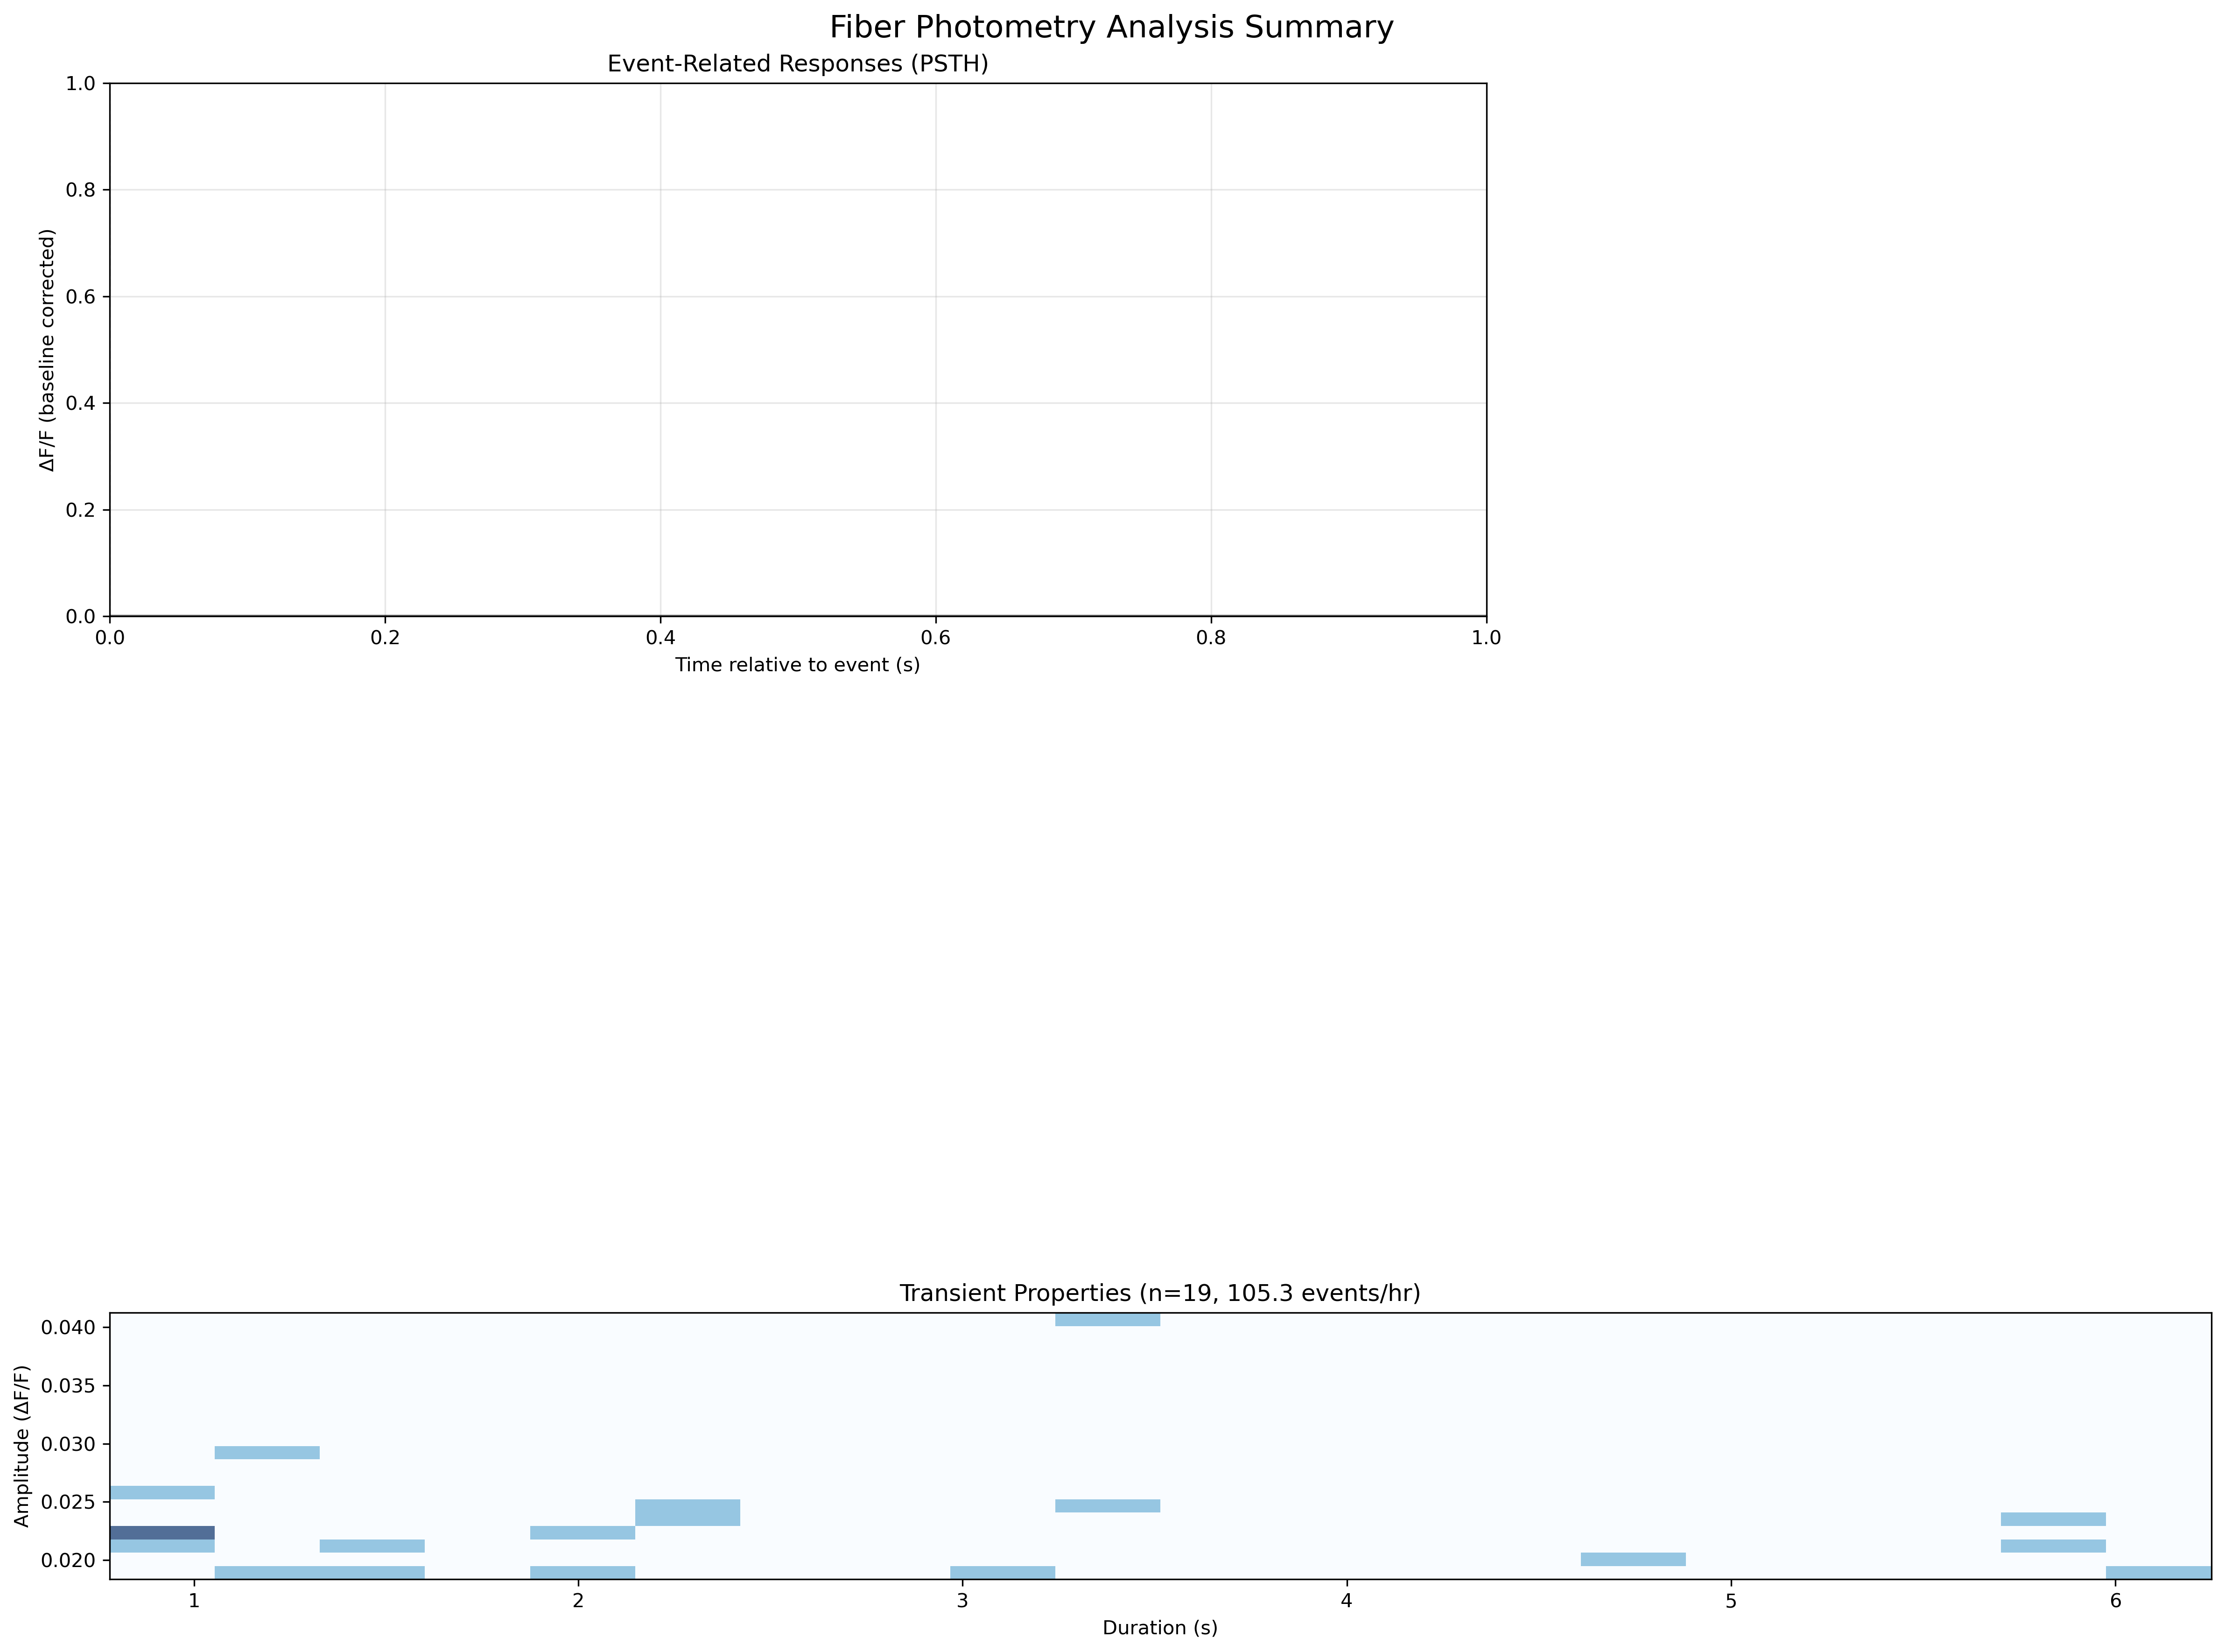 Fiber Photometry Analysis Summary
Event-Related Responses (PSTH)
1.0
0.8
0.6
0.4
0.2
0.0
ΔF/F (baseline corrected)
0.0 0.2 0.4 0.6 0.8 1.0
Time relative to event (s)
Transient Properties (n=19, 105.3 events/hr)
0.040
0.035
0.030
0.025
0.020
Amplitude (ΔF/F)
1 2 3 4 5 6
Duration (s)